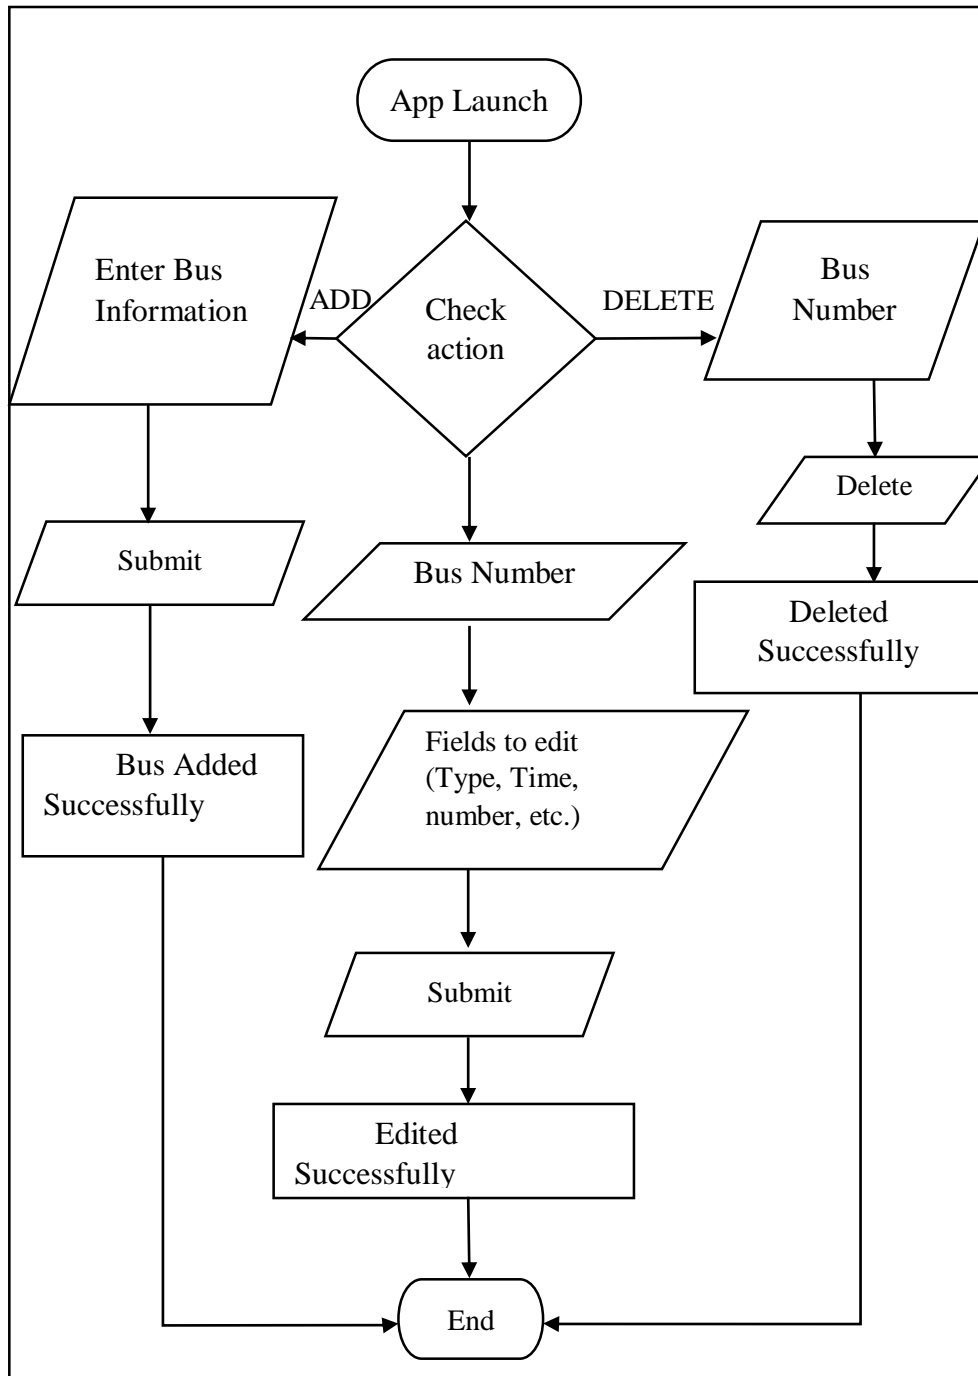 App Launch
Enter Bus
Information
ADD
Check
action
DELETE
Bus
Number
Delete
Submit
Bus Number
Deleted
Successfully
Fields to edit
(Type, Time,
number, etc.)
Bus Added
Successfully
Submit
Edited
Successfully
End